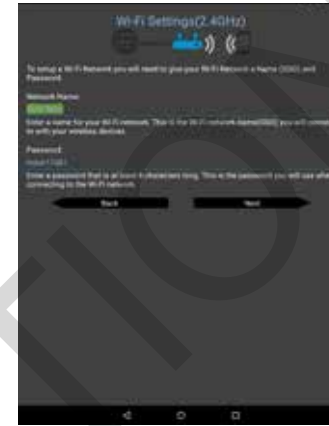 Wi-Fi Settings(2.4GHz)
To setup a Wi-Fi Network you will need to give your Wi-Fi Network a Name (SSID) and
Password.
Network Name:
Enter a name for your Wi-Fi network. This is the Wi-Fi network name(SSID) you will connect
to with your wireless devices.
Password:
Enter a password that is at least 8 characters long. This is the password you will use when
connecting to the Wi-Fi network.
Back
Next